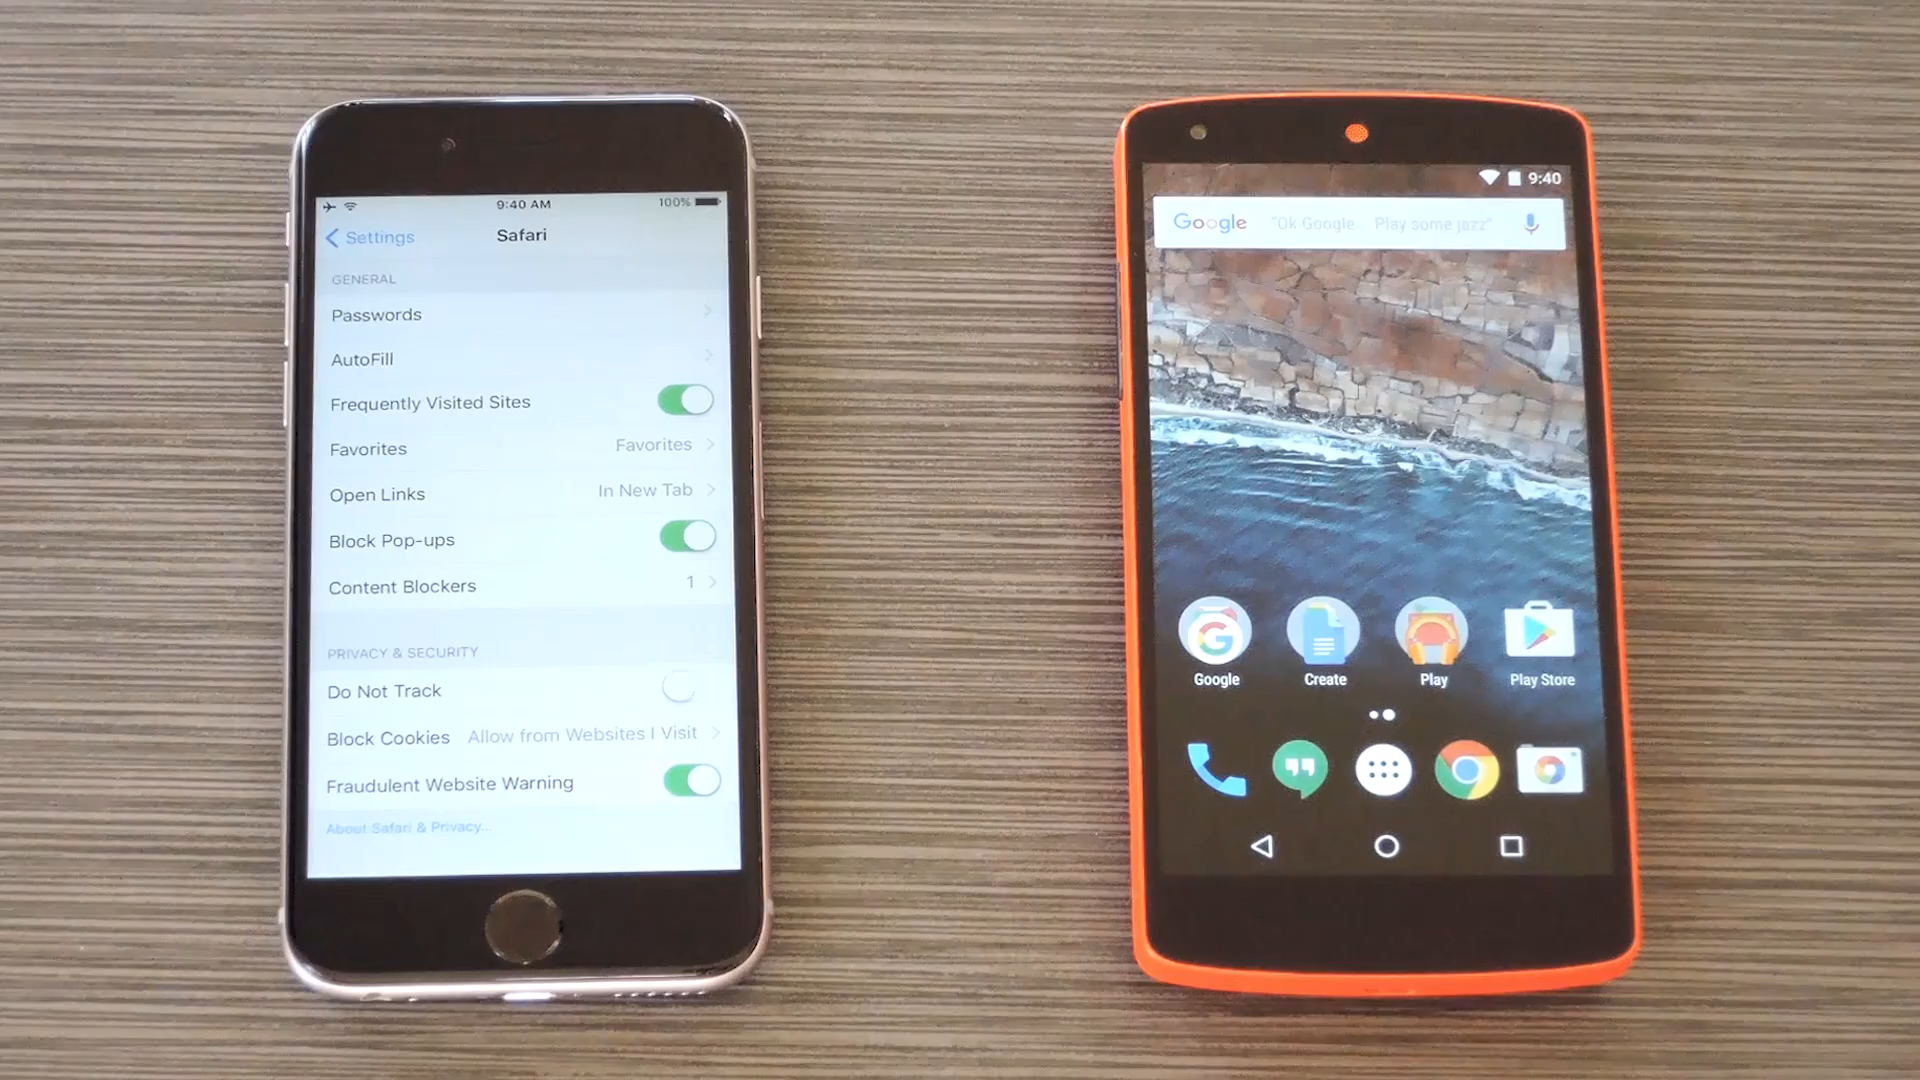 9:40 AM
100%
Settings
Safari
GENERAL
Passwords
AutoFill
Frequently Visited Sites
Favorites Favorites
Open Links In New Tab
Block Pop-ups
Content Blockers 1
PRIVACY & SECURITY
Do Not Track
Block Cookies Allow from Websites I Visit
Fraudulent Website Warning
About Safari & Privacy...
9:40
Google "Ok Google Play some jazz"
Google Create Play Play Store